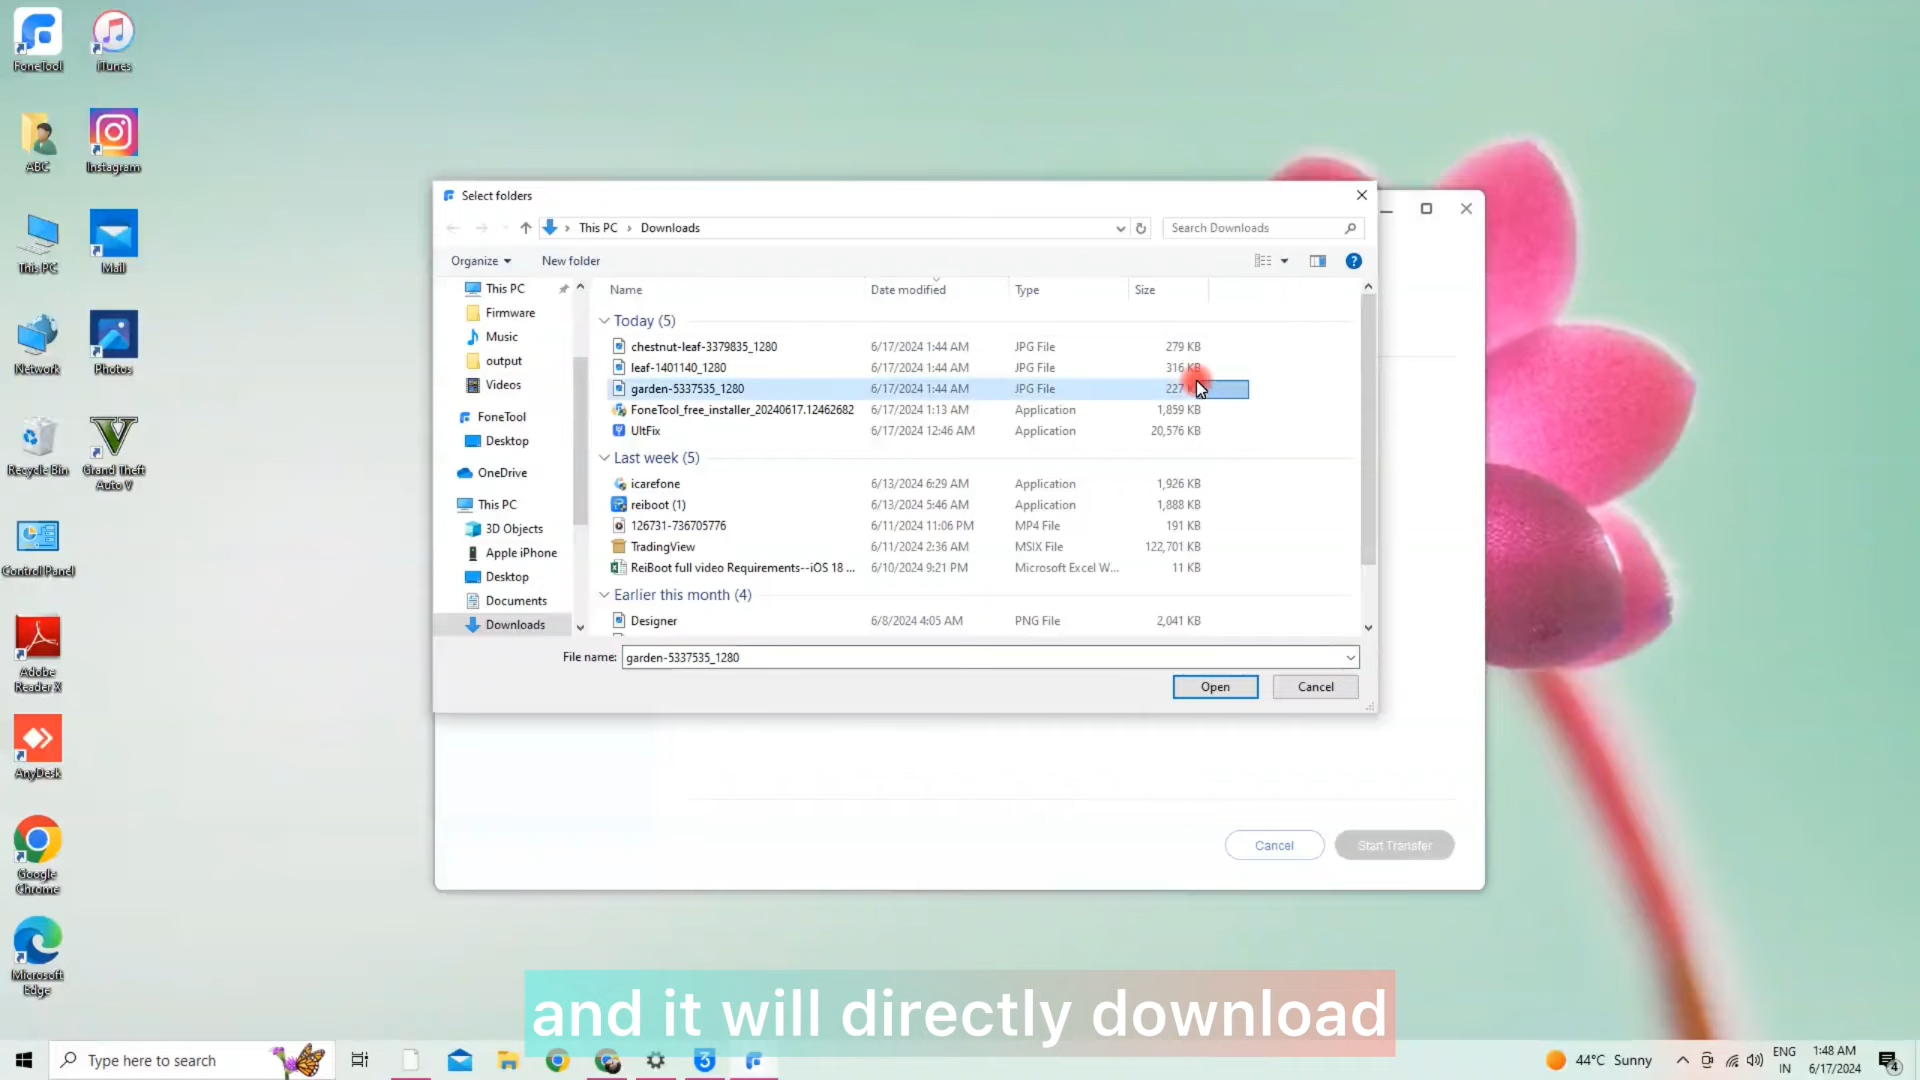 FoneTool
iTunes
ABC
Instagram
This PC
Mail
Network
Photos
Recycle Bin
Grand Theft
Auto V
Control Panel
Adobe
Reader X
AnyDesk
Google
Chrome
Microsoft
Edge
Select folders
This PC > Downloads
Search Downloads
Organize
New folder
Name Date modified Type Size
This PC
Firmware
Music
output
Videos
FoneTool
Desktop
OneDrive
This PC
3D Objects
Apple iPhone
Desktop
Documents
Downloads
Today (5)
chestnut-leaf-3379835_1280 6/17/2024 1:44 AM JPG File 279 KB
leaf-1401140_1280 6/17/2024 1:44 AM JPG File 316 KB
garden-5337535_1280 6/17/2024 1:44 AM JPG File 227
FoneTool_free_installer_20240617.12462682 6/17/2024 1:13 AM Application 1,859 KB
UltFix 6/17/2024 12:46 AM Application 20,576 KB
Last week (5)
icarefone 6/13/2024 6:29 AM Application 1,926 KB
reiboot (1) 6/13/2024 5:46 AM Application 1,888 KB
126731-736705776 6/11/2024 11:06 PM MP4 File 191 KB
TradingView 6/11/2024 2:36 AM MSIX File 122,701 KB
ReiBoot full video Requirements--iOS 18 ... 6/10/2024 9:21 PM Microsoft Excel W... 11 KB
Earlier this month (4)
Designer 6/8/2024 4:05 AM PNG File 2,041 KB
File name: garden-5337535_1280
Open Cancel
Cancel Start Transfer
and it will directly download
Type here to search
44°C Sunny
ENG
IN
1:48 AM
6/17/2024
4